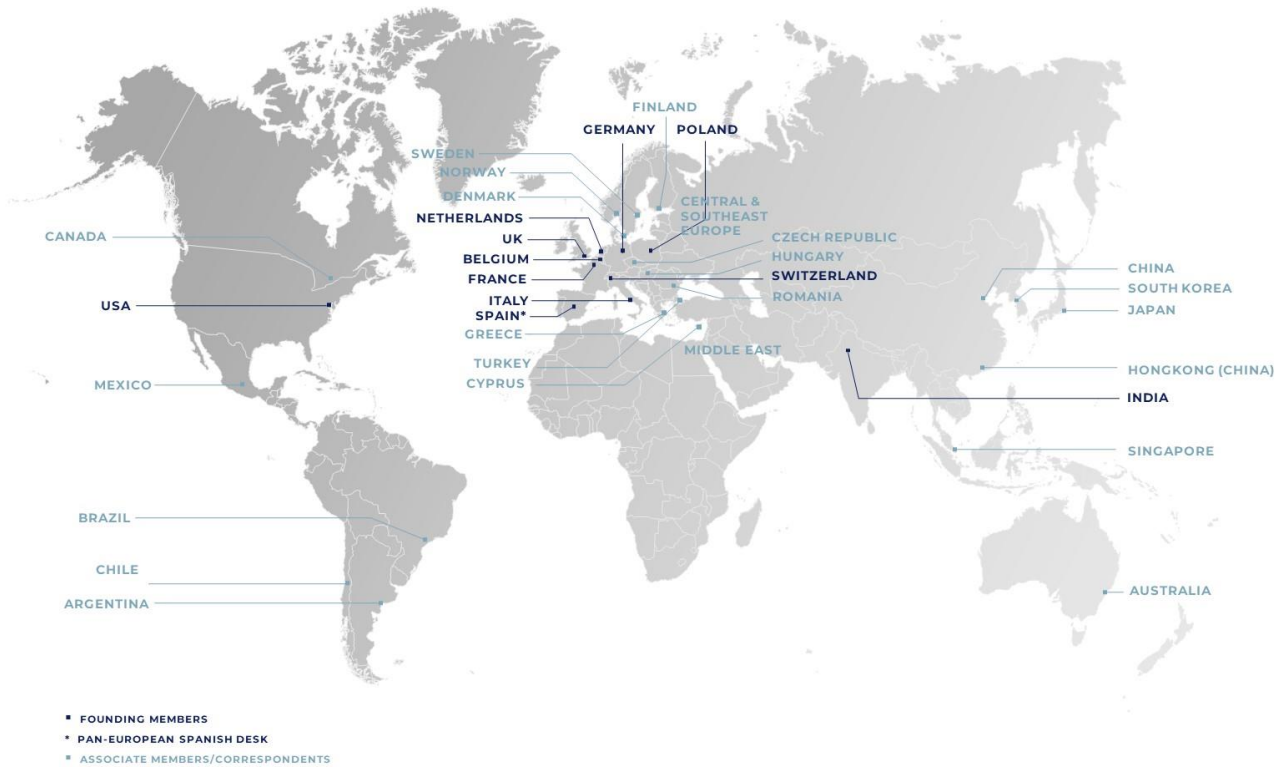 FINLAND
GERMANY
POLAND
SWEDEN
NORWAY
DENMARK
NETHERLANDS
UK
BELGIUM
FRANCE
ITALY
SPAIN*
GREECE
TURKEY
CYPRUS
CENTRAL &
SOUTHEAST
EUROPE
CZECH REPUBLIC
HUNGARY
SWITZERLAND
ROMANIA
MIDDLE EAST
CANADA
USA
MEXICO
BRAZIL
CHILE
ARGENTINA
CHINA
SOUTH KOREA
JAPAN
HONGKONG (CHINA)
INDIA
SINGAPORE
AUSTRALIA
FOUNDING MEMBERS
* PAN-EUROPEAN SPANISH DESK
ASSOCIATE MEMBERS/CORRESPONDENTS